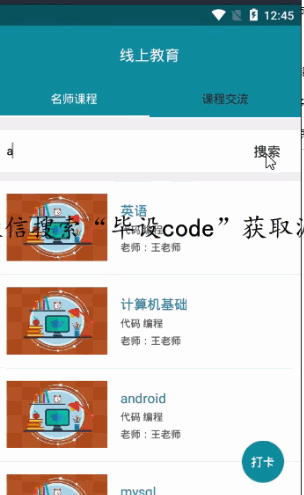 12:45
线上教育
名师课程
课程交流
a
搜索
英语
信搜索“毕设code”获取
代码 编程
老师：王老师
计算机基础
代码 编程
老师：王老师
android
代码 编程
老师：王老师
打卡
mysql